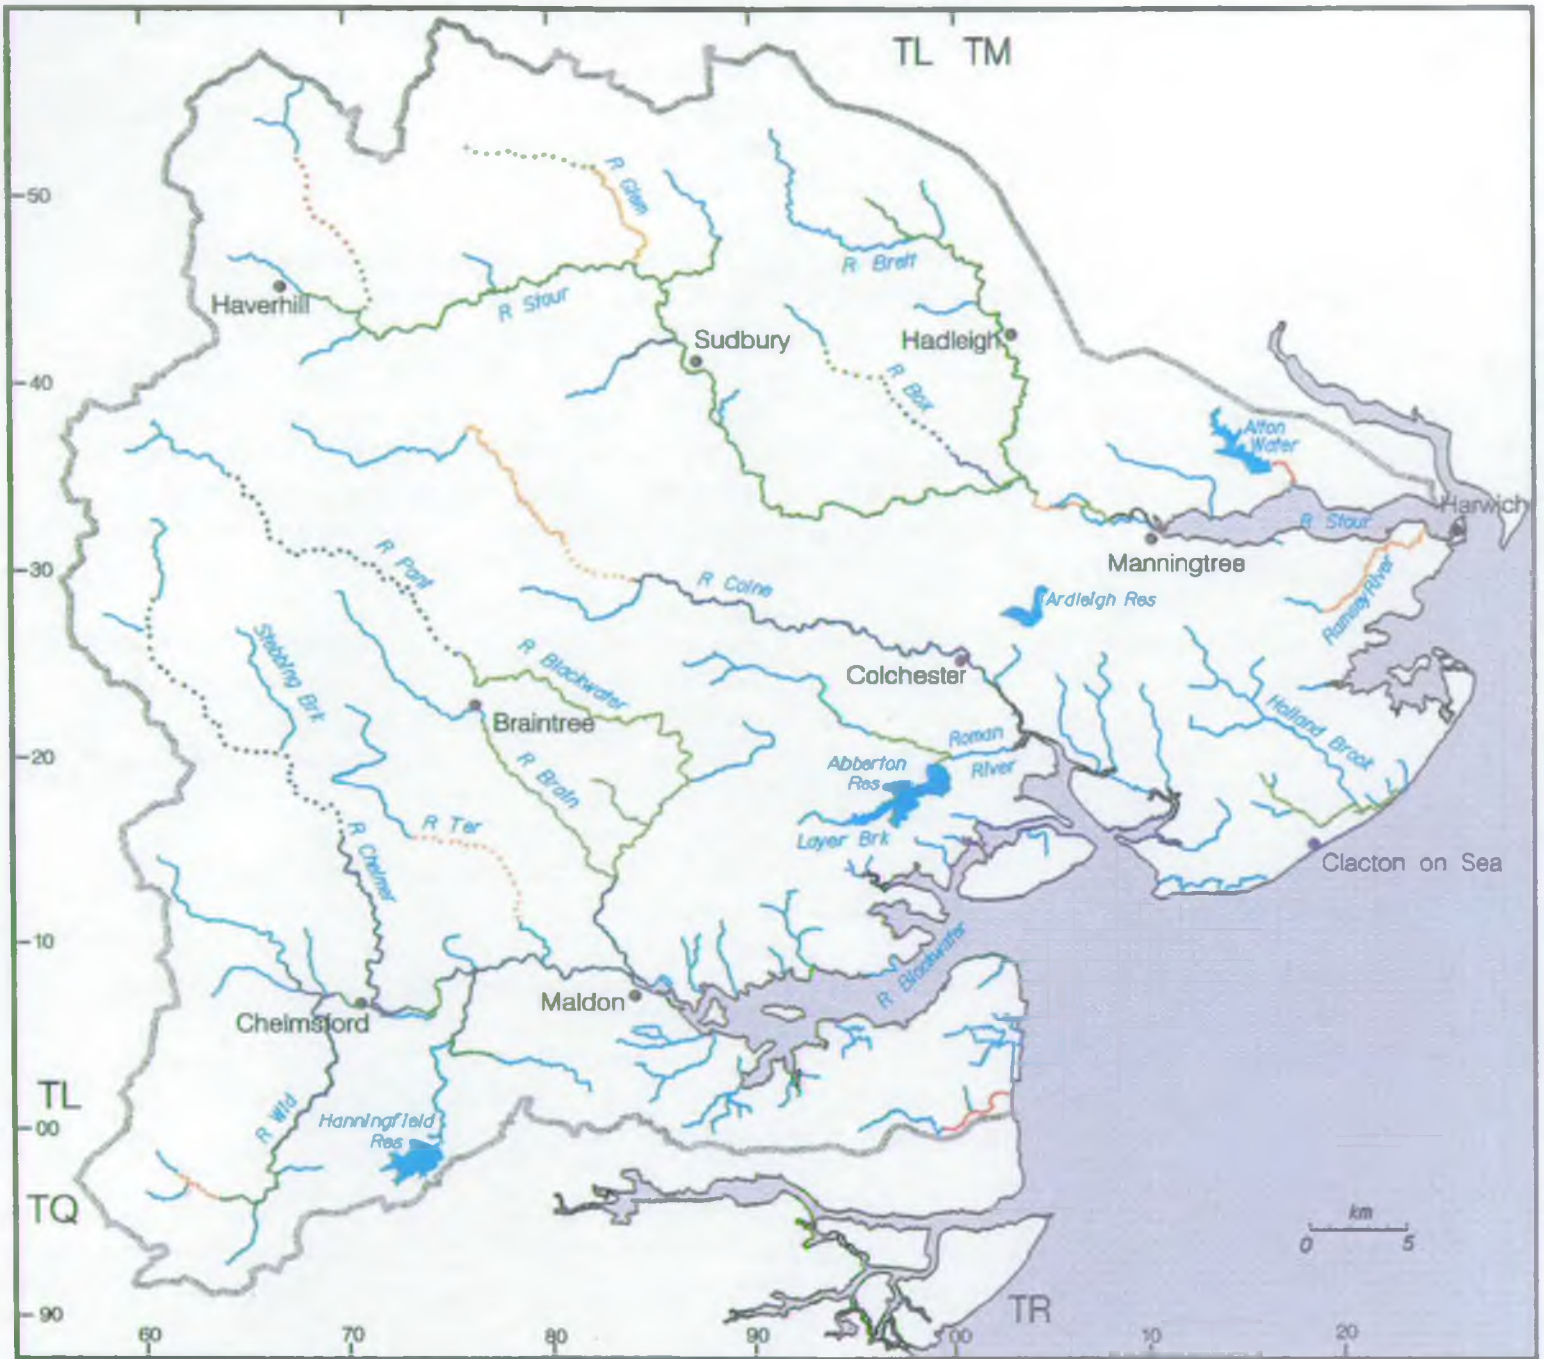 TL TM
50
R Glem
R Brett
Haverhill
R Stour
Sudbury
Hadleigh
40
R Box
Alton
Water
Harwich
R Stour
Manningtree
30
R Pant
R Colne
Ardleigh Res
Ramsey River
Stebbing Brk
R Blackwater
Colchester
Holland Brook
Braintree
Roman
River
20
R Brain
Abberton
Res
R Ter
Layer Brk
R Chelmer
Clacton on Sea
10
R Blackwater
Maldon
Chelmsford
TL
R Wid
Hanningfield
Res
00
TQ
km
0 5
TR
90
60 70 80 90 00 10 20